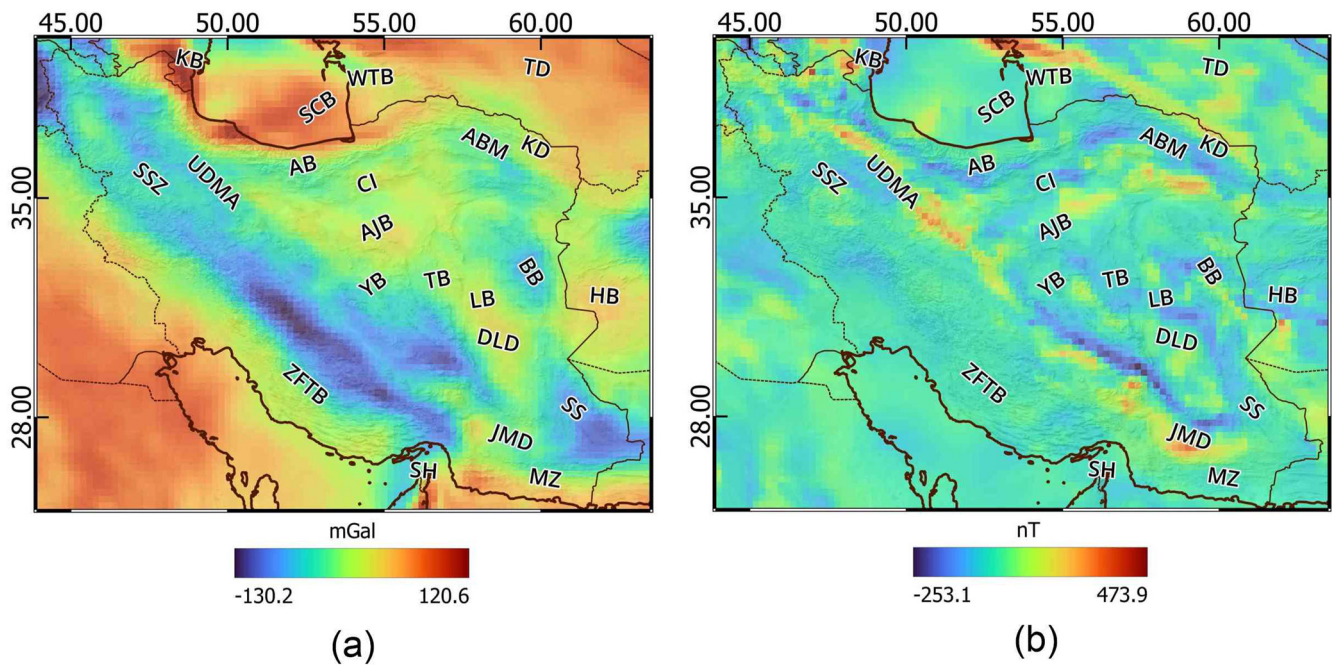 45.00 50.00 55.00 60.00
KB
WTB
TD
SCB
ABM
KD
AB
SSZ
UDMA
CI
35.00
AJB
YB
TB
BB
LB
HB
DLD
ZFTB
SS
28.00
JMD
SH
MZ
mGal
-130.2 120.6
(a)
45.00 50.00 55.00 60.00
KB
WTB
TD
SCB
ABM
KD
AB
SSZ
UDMA
CI
35.00
AJB
YB
TB
BB
LB
HB
DLD
ZFTB
SS
28.00
JMD
SH
MZ
nT
-253.1 473.9
(b)